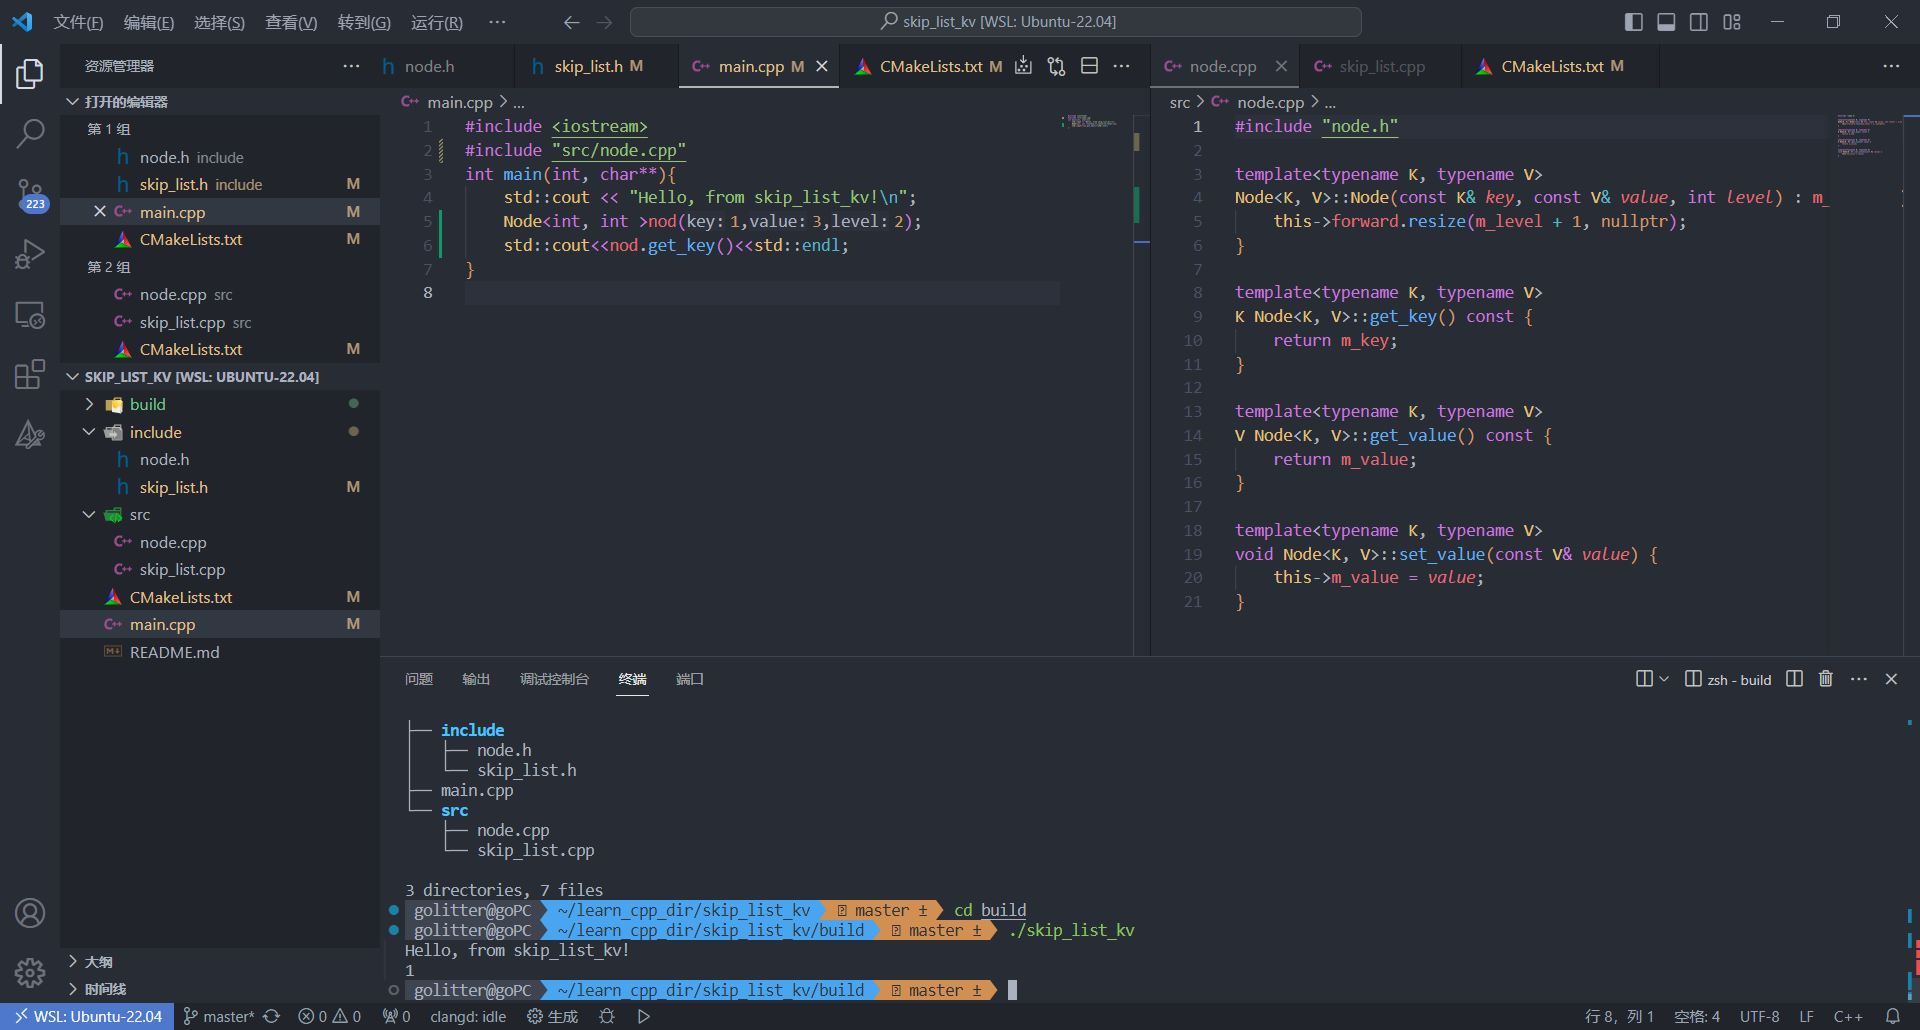 文件(F) 编辑(E) 选择(S) 查看(V) 转到(G) 运行(R) ··· skip_list_kv [WSL: Ubuntu-22.04]
资源管理器 ···
打开的编辑器
第 1 组
node.h include
skip_list.h include M
main.cpp M
CMakeLists.txt M
第 2 组
node.cpp src
skip_list.cpp src
CMakeLists.txt M
SKIP_LIST_KV [WSL: UBUNTU-22.04]
build
include
node.h
skip_list.h M
src
node.cpp
skip_list.cpp
CMakeLists.txt M
main.cpp M
README.md
大纲
时间线
223
node.h skip_list.h M main.cpp M CMakeLists.txt M ···
main.cpp > ...
1 #include <iostream>
2 #include "src/node.cpp"
3 int main(int, char**){
4 std::cout << "Hello, from skip_list_kv!\n";
5 Node<int, int >nod(key: 1,value: 3,level: 2);
6 std::cout<<nod.get_key()<<std::endl;
7 }
8
node.cpp skip_list.cpp CMakeLists.txt M ···
src > node.cpp > ...
1 #include "node.h"
2
3 template<typename K, typename V>
4 Node<K, V>::Node(const K& key, const V& value, int level) : m_
5 this->forward.resize(m_level + 1, nullptr);
6 }
7
8 template<typename K, typename V>
9 K Node<K, V>::get_key() const {
10 return m_key;
11 }
12
13 template<typename K, typename V>
14 V Node<K, V>::get_value() const {
15 return m_value;
16 }
17
18 template<typename K, typename V>
19 void Node<K, V>::set_value(const V& value) {
20 this->m_value = value;
21 }
问题 输出 调试控制台 终端 端口 zsh - build ···
├── include
│   ├── node.h
│   └── skip_list.h
├── main.cpp
└── src
    ├── node.cpp
    └── skip_list.cpp
3 directories, 7 files
golitter@goPC ~/learn_cpp_dir/skip_list_kv master ± cd build
golitter@goPC ~/learn_cpp_dir/skip_list_kv/build master ± ./skip_list_kv
Hello, from skip_list_kv!
1
golitter@goPC ~/learn_cpp_dir/skip_list_kv/build master ±
WSL: Ubuntu-22.04 master* 0 0 0 clangd: idle 生成 行 8，列 1 空格: 4 UTF-8 LF C++